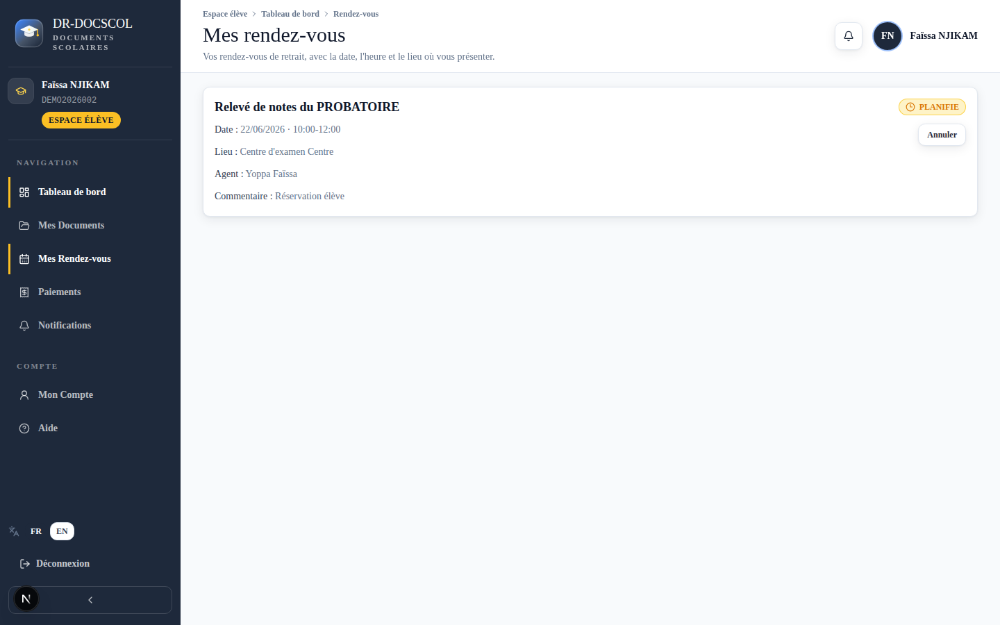 DR-DOCSCOL
DOCUMENTS
SCOLAIRES
Faïssa NJIKAM
DEMO2026002
ESPACE ÉLÈVE
NAVIGATION
Tableau de bord
Mes Documents
Mes Rendez-vous
Paiements
Notifications
COMPTE
Mon Compte
Aide
FR EN
Déconnexion
N
Espace élève > Tableau de bord > Rendez-vous
Mes rendez-vous
Vos rendez-vous de retrait, avec la date, l'heure et le lieu où vous présenter.
FN Faïssa NJIKAM
Relevé de notes du PROBATOIRE
PLANIFIE
Date : 22/06/2026 · 10:00-12:00
Annuler
Lieu : Centre d'examen Centre
Agent : Yoppa Faïssa
Commentaire : Réservation élève